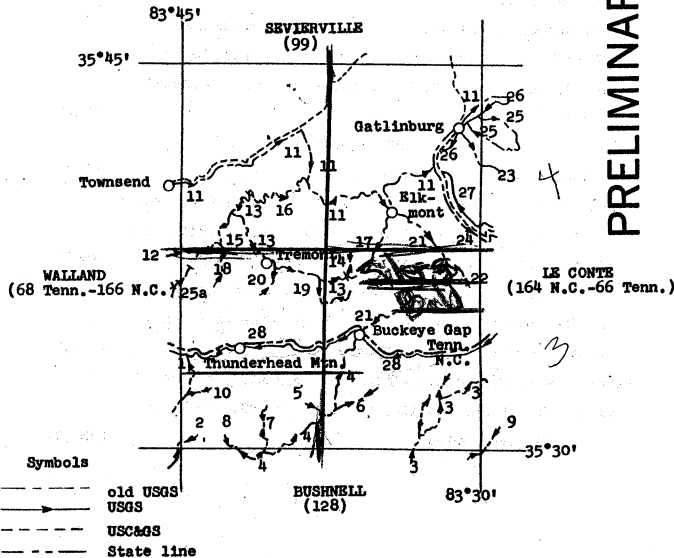 83°45'
SEVIERVILLE
(99)
35°45'
PRELIMINAR
11
26
25
Gatlinburg
25
26
11
11
23
4
Townsend
11
11
27
Elk-
mont
13
16
11
15
13
17
21
24
12
Tremont
14
18
WALLAND
(68 Tenn.-166 N.C.)
20
19
13
22
LE CONTE
(164 N.C.-66 Tenn.)
25a
21
28
Buckeye Gap
Tenn.
N.C.
1
Thunderhead Mtn.
28
3
4
10
5
6
3
3
2
8
7
4
9
4
3
35°30'
Symbols
BUSHNELL
(128)
83°30'
old USGS
USGS
USC&GS
State line